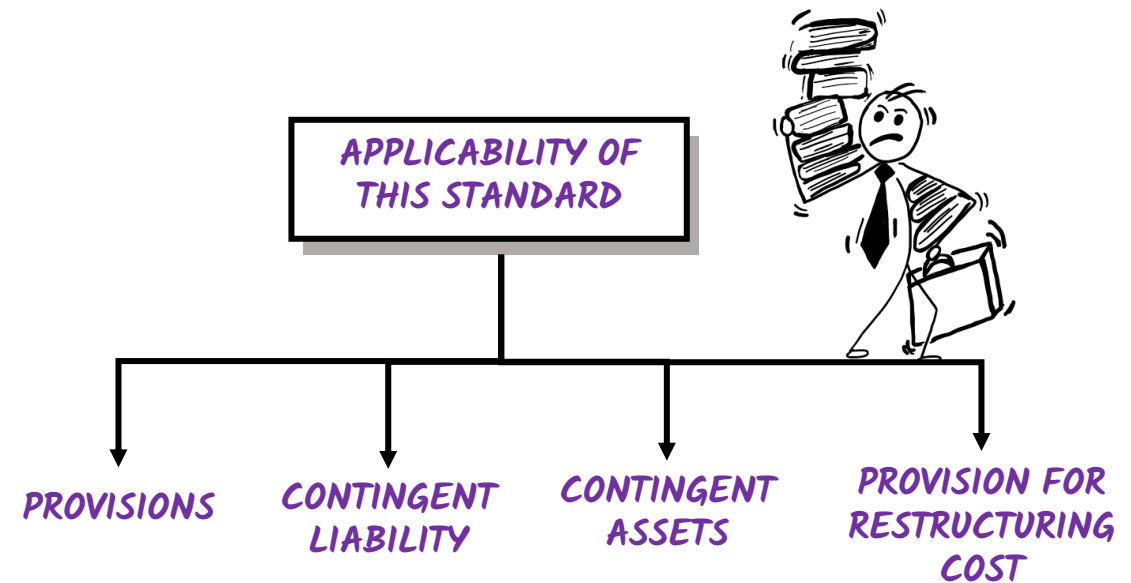 APPLICABILITY OF
THIS STANDARD
PROVISIONS
CONTINGENT
LIABILITY
CONTINGENT
ASSETS
PROVISION FOR
RESTRUCTURING
COST